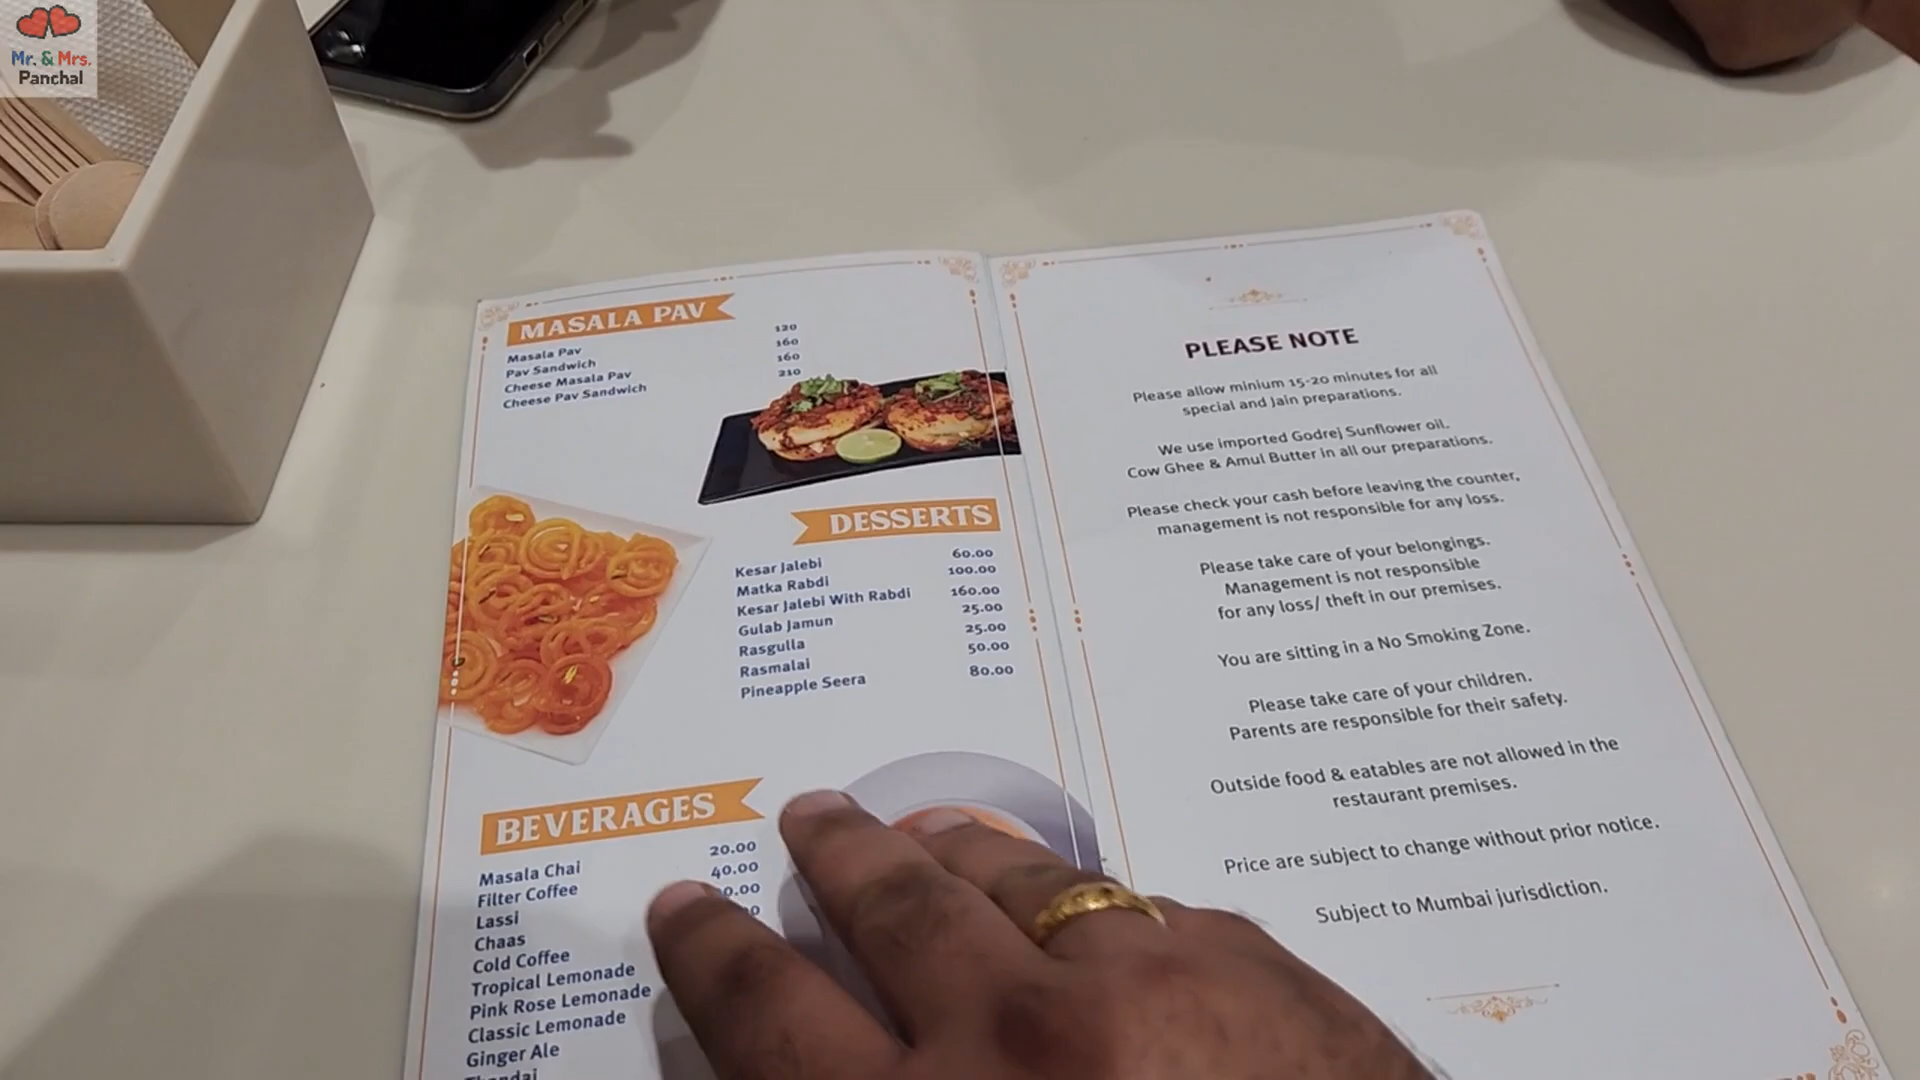 Mr. & Mrs.
Panchal
MASALA PAV
Masala Pav 120
Pav Sandwich 160
Cheese Masala Pav 160
Cheese Pav Sandwich 210
DESSERTS
Kesar Jalebi 60.00
Matka Rabdi 100.00
Kesar Jalebi With Rabdi 160.00
Gulab Jamun 25.00
Rasgulla 25.00
Rasmalai 50.00
Pineapple Seera 80.00
BEVERAGES
Masala Chai 20.00
Filter Coffee 40.00
Lassi
Chaas
Cold Coffee
Tropical Lemonade
Pink Rose Lemonade
Classic Lemonade
Ginger Ale
PLEASE NOTE
Please allow minium 15-20 minutes for all
special and Jain preparations.
We use imported Godrej Sunflower oil.
Cow Ghee & Amul Butter in all our preparations.
Please check your cash before leaving the counter,
management is not responsible for any loss.
Please take care of your belongings.
Management is not responsible
for any loss/ theft in our premises.
You are sitting in a No Smoking Zone.
Please take care of your children.
Parents are responsible for their safety.
Outside food & eatables are not allowed in the
restaurant premises.
Price are subject to change without prior notice.
Subject to Mumbai jurisdiction.